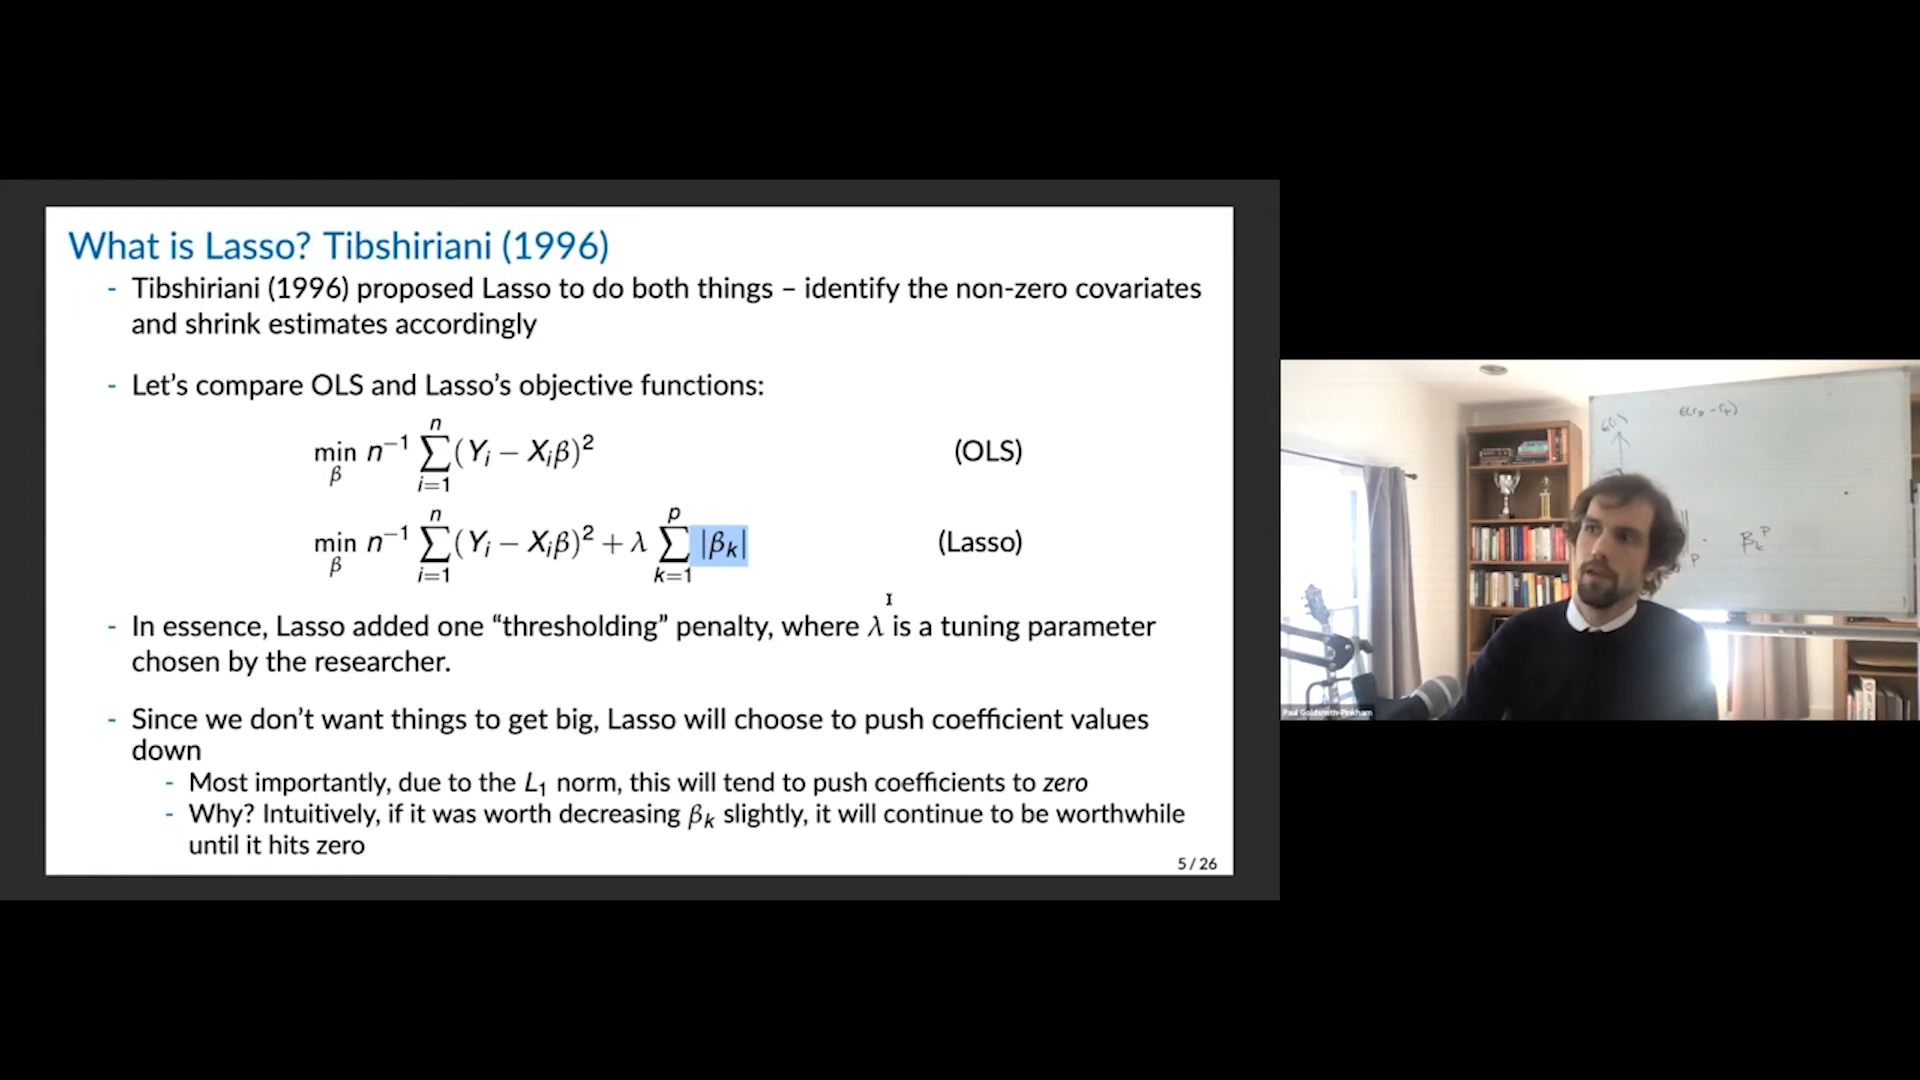 What is Lasso? Tibshiriani (1996)
- Tibshiriani (1996) proposed Lasso to do both things – identify the non-zero covariates
and shrink estimates accordingly
- Let's compare OLS and Lasso's objective functions:
min_β n⁻¹ ∑_{i=1}^{n} (Y_i − X_iβ)² (OLS)
min_β n⁻¹ ∑_{i=1}^{n} (Y_i − X_iβ)² + λ ∑_{k=1}^{p} |β_k| (Lasso)
- In essence, Lasso added one “thresholding” penalty, where λ is a tuning parameter
chosen by the researcher.
- Since we don't want things to get big, Lasso will choose to push coefficient values
down
- Most importantly, due to the L₁ norm, this will tend to push coefficients to zero
- Why? Intuitively, if it was worth decreasing β_k slightly, it will continue to be worthwhile
until it hits zero
5 / 26
Paul Goldsmith-Pinkham